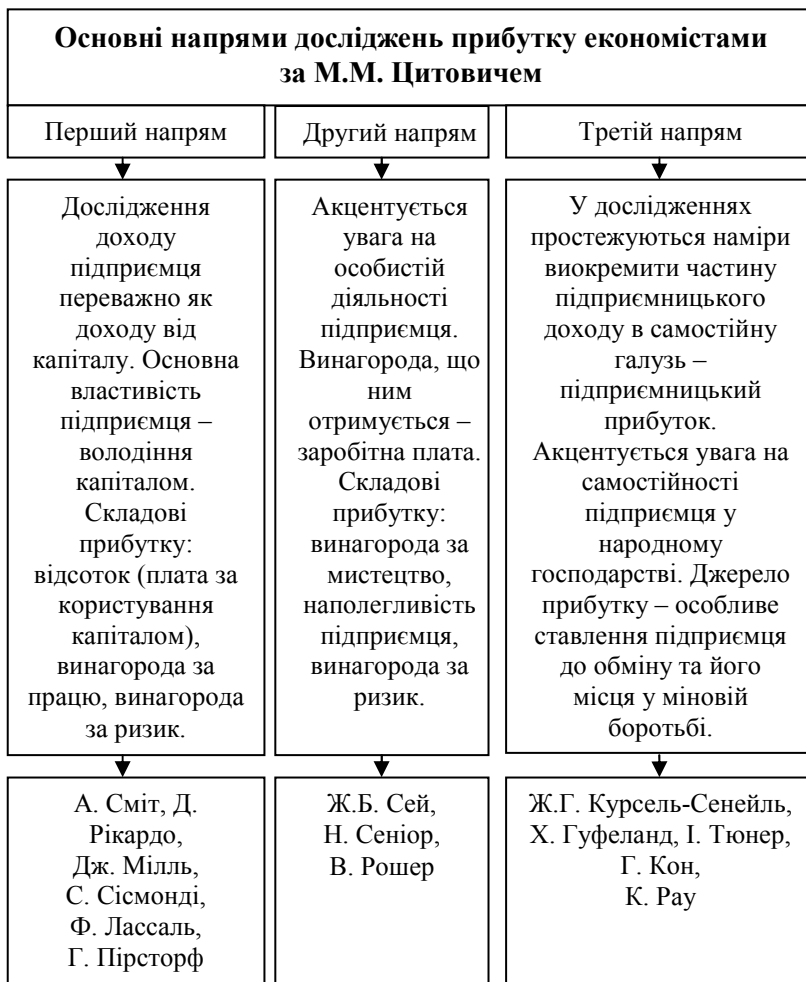 Основні напрями досліджень прибутку економістами
за М.М. Цитовичем
Перший напрям
Другий напрям
Третій напрям
Дослідження
доходу
підприємця
переважно як
доходу від
капіталу. Основна
властивість
підприємця –
володіння
капіталом.
Складові
прибутку:
відсоток (плата за
користування
капіталом),
винагорода за
працю, винагорода
за ризик.
Акцентується
увага на
особистій
діяльності
підприємця.
Винагорода, що
ним
отримується –
заробітна плата.
Складові
прибутку:
винагорода за
мистецтво,
наполегливість
підприємця,
винагорода за
ризик.
У дослідженнях
простежуються наміри
виокремити частину
підприємницького
доходу в самостійну
галузь –
підприємницький
прибуток.
Акцентується увага на
самостійності
підприємця у
народному
господарстві. Джерело
прибутку – особливе
ставлення підприємця
до обміну та його
місця у міновій
боротьбі.
А. Сміт, Д.
Рікардо,
Дж. Мілль,
С. Сісмонді,
Ф. Лассаль,
Г. Пірсторф
Ж.Б. Сей,
Н. Сеніор,
В. Рошер
Ж.Г. Курсель-Сенейль,
Х. Гуфеланд, І. Тюнер,
Г. Кон,
К. Рау